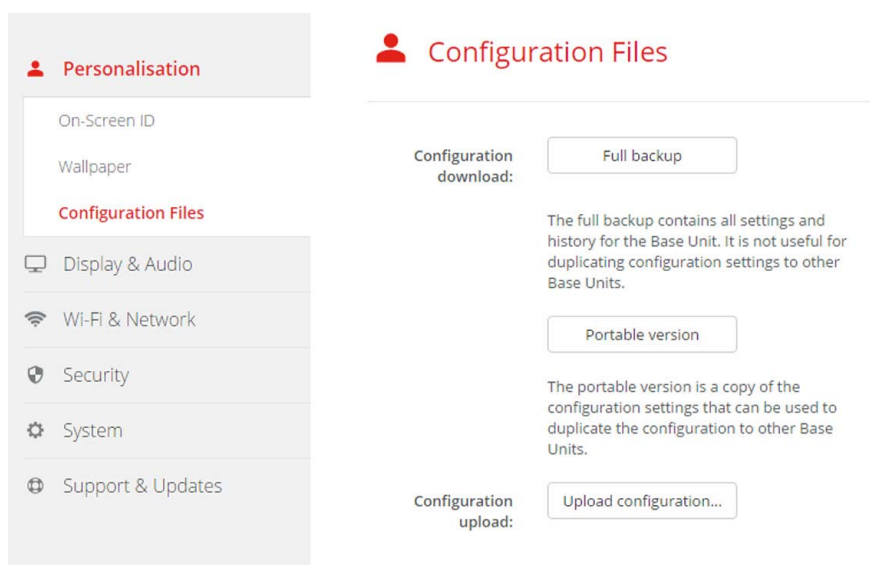 Personalisation
On-Screen ID
Wallpaper
Configuration Files
Display & Audio
Wi-Fi & Network
Security
System
Support & Updates
Configuration Files
Configuration
download:
Full backup
The full backup contains all settings and
history for the Base Unit. It is not useful for
duplicating configuration settings to other
Base Units.
Portable version
The portable version is a copy of the
configuration settings that can be used to
duplicate the configuration to other Base
Units.
Configuration
upload:
Upload configuration...